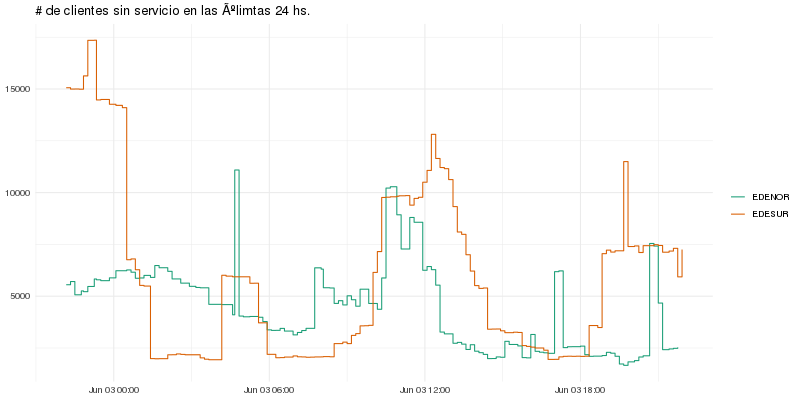 # de clientes sin servicio en las Ãºlimtas 24 hs.
15000
10000
5000
EDENOR
EDESUR
Jun 03 00:00
Jun 03 06:00
Jun 03 12:00
Jun 03 18:00